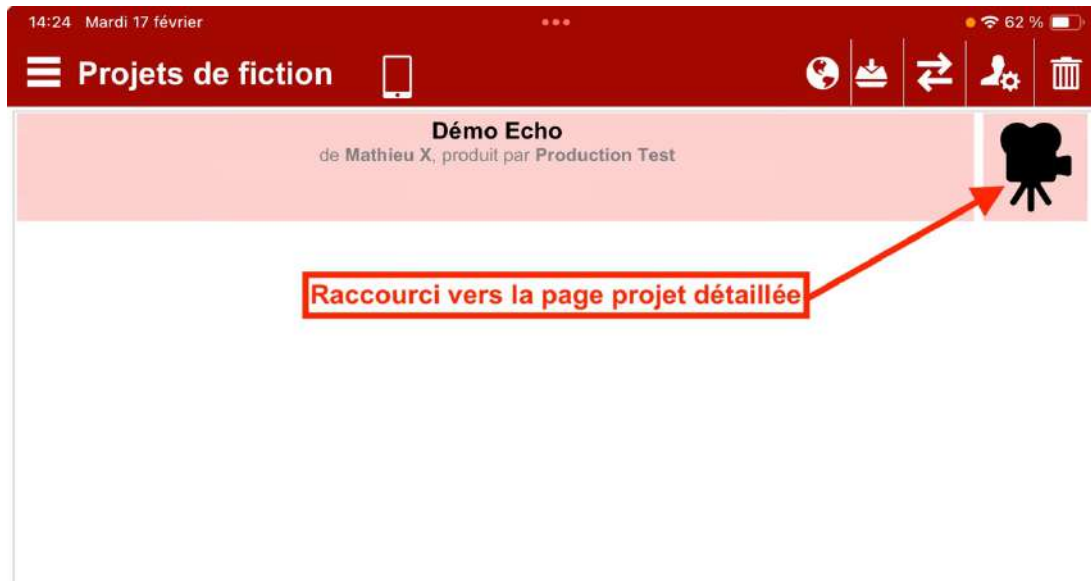 14:24 Mardi 17 février
62 %
Projets de fiction
Démo Echo
de Mathieu X, produit par Production Test
Raccourci vers la page projet détaillée